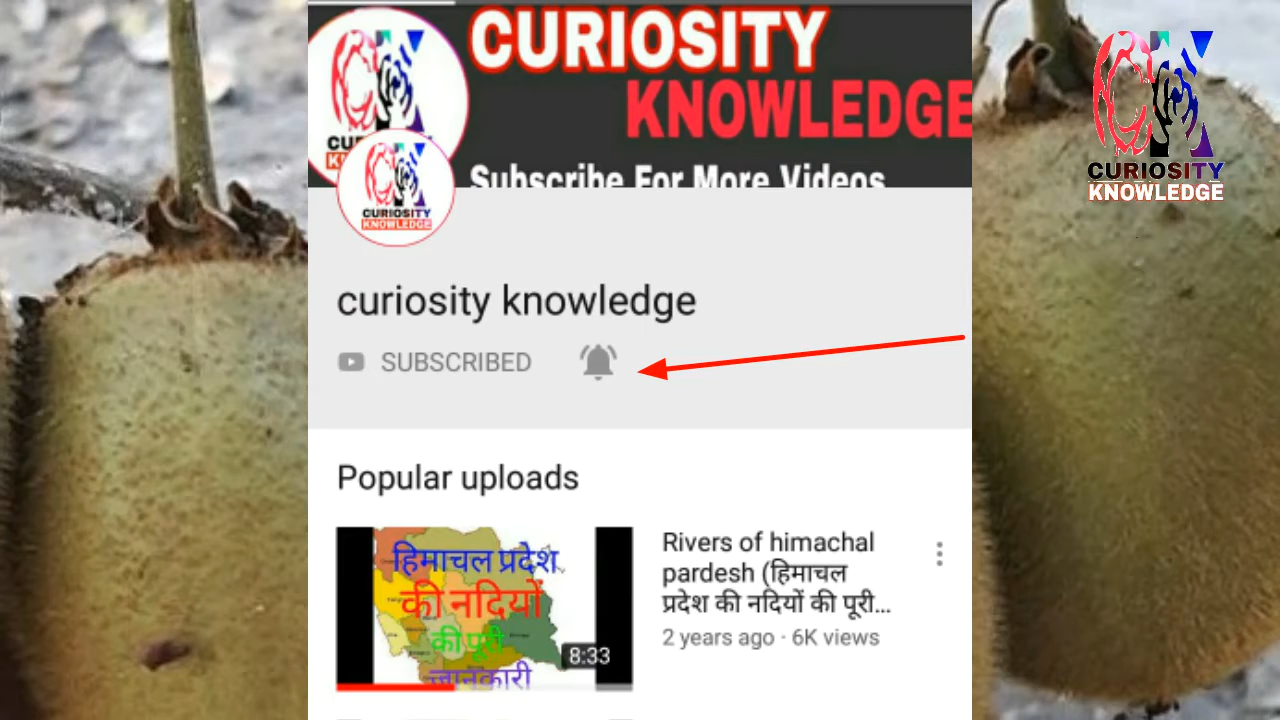 CURIOSITY
KNOWLEDGE
Subscribe For More Videos
CURIOSITY
KNOWLEDGE
CURIOSITY
KNOWLEDGE
curiosity knowledge
SUBSCRIBED
Popular uploads
हिमाचल प्रदेश
की नदियों
की पूरी
जानकारी
8:33
Rivers of himachal
pardesh (हिमाचल
प्रदेश की नदियों की पूरी...
2 years ago · 6K views